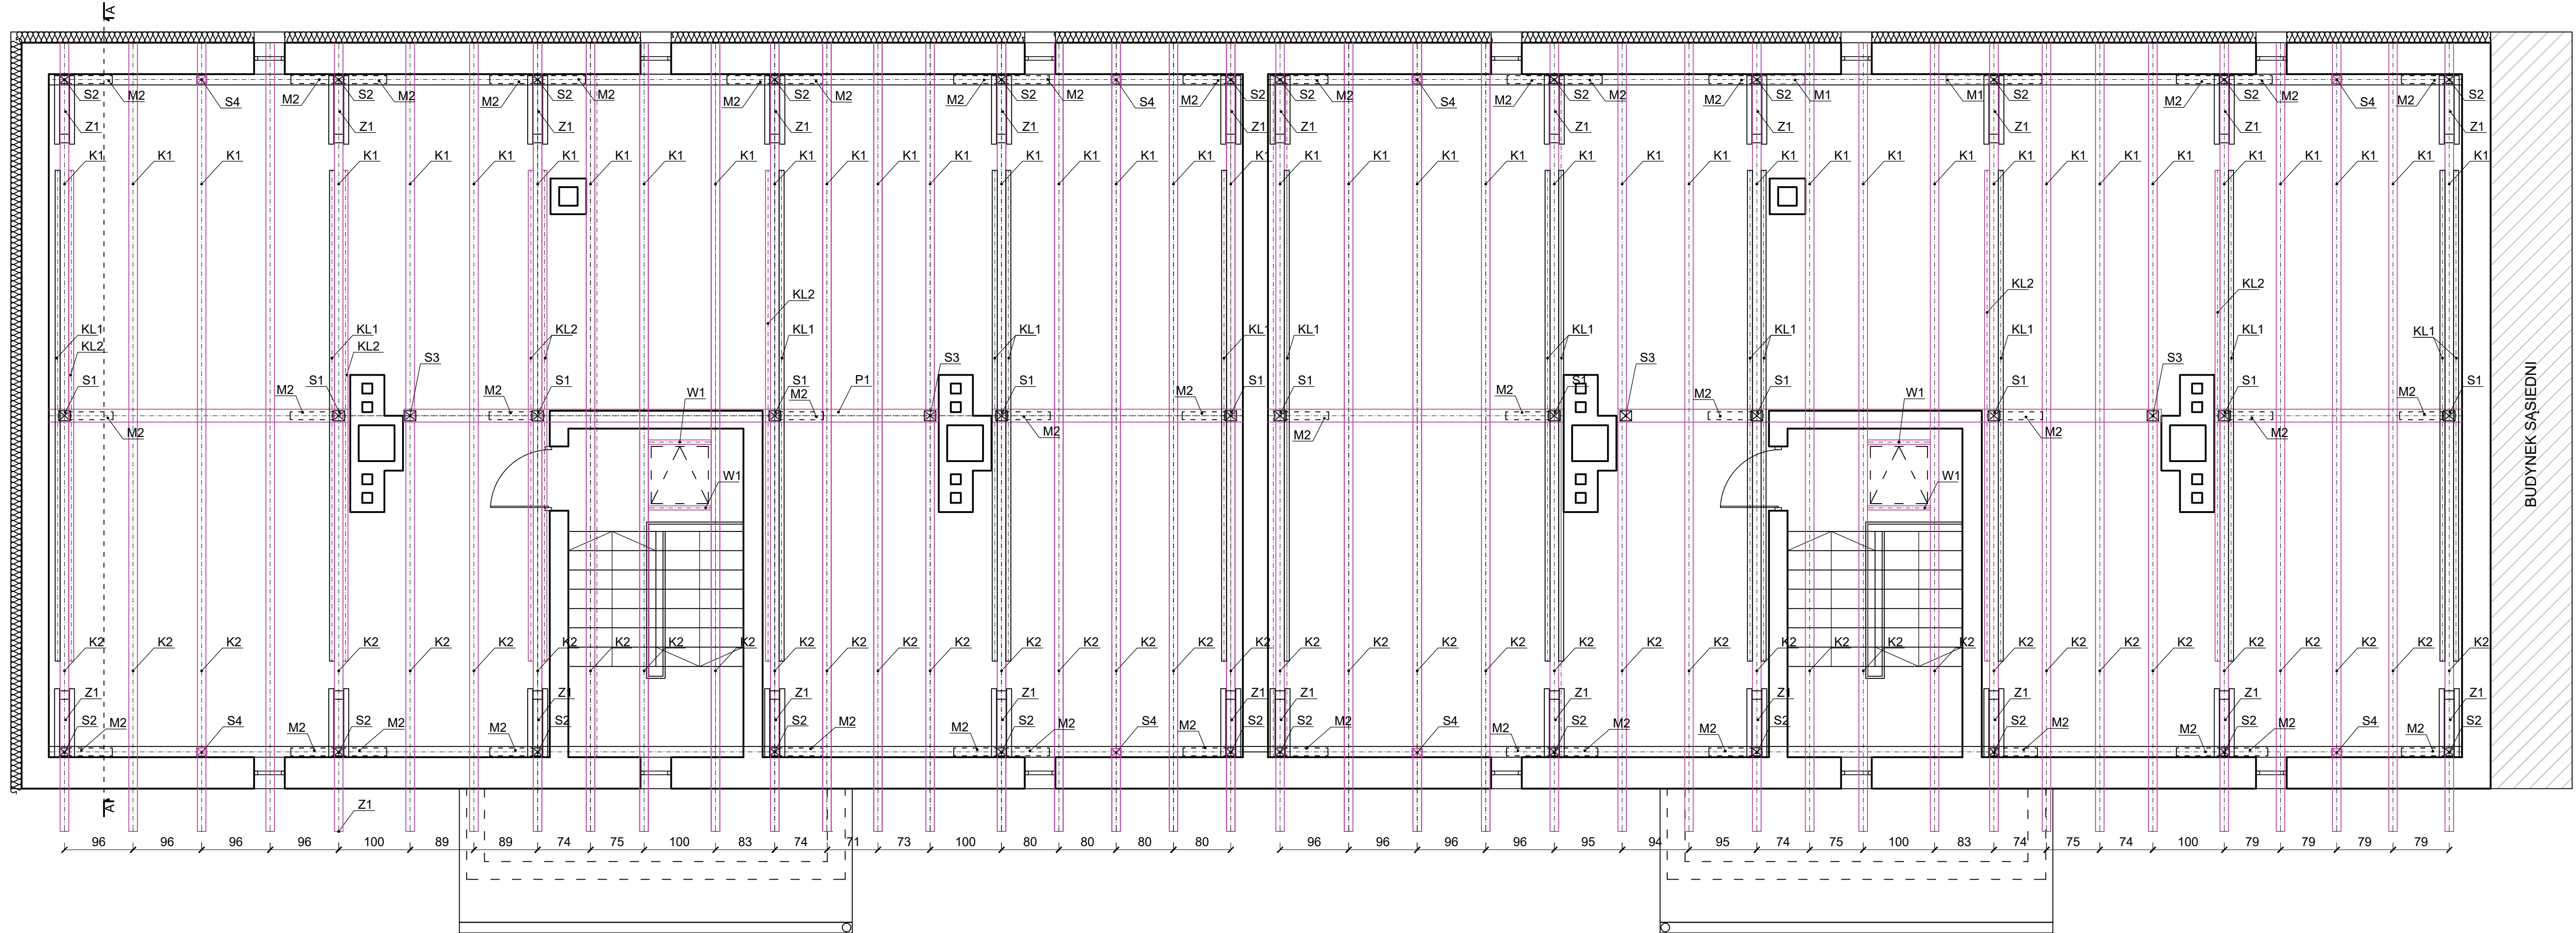 A
S2 M2 S4 M2 S2 M2 M2 S2 M2 M2 S2 M2 M2 S2 M2 S4 M2 S2 S2 M2 S4 M2 S2 M2 M2 S2 M1 M1 S2 M2 S2 M2 S4 M2 S2
Z1 Z1 Z1 Z1 Z1 Z1 Z1 Z1 Z1 Z1 Z1 Z1
K1 K1 K1 K1 K1 K1 K1 K1 K1 K1 K1 K1 K1 K1 K1 K1 K1 K1 K1 K1 K1 K1 K1 K1 K1 K1 K1 K1 K1 K1 K1 K1 K1 K1 K1 K1 K1 K1
KL2 KL2 KL2
KL1 KL1 KL2 KL1 KL1 KL1 KL1 KL1 KL1 KL1 KL1 KL1
KL2 KL2
S1 M2 S1 S3 M2 S1 S1 M2 P1 S3 S1 M2 M2 S1 S1 M2 M2 S1 S3 M2 S1 S1 M2 S3 S1 M2 M2 S1
W1 W1
W1 W1
BUDYNEK SĄSIEDNI
K2 K2 K2 K2 K2 K2 K2 K2 K2 K2 K2 K2 K2 K2 K2 K2 K2 K2 K2 K2 K2 K2 K2 K2 K2 K2 K2 K2 K2 K2 K2 K2 K2 K2 K2 K2 K2 K2
Z1 Z1 Z1 Z1 Z1 Z1 Z1 Z1 Z1 Z1 Z1
S2 M2 S4 M2 S2 M2 M2 S2 S2 M2 M2 S2 M2 S4 M2 S2 S2 M2 S4 M2 S2 M2 M2 S2 S2 M2 M2 S2 M2 S4 M2 S2
A
Z1
96 96 96 96 100 89 89 74 75 100 83 74 71 73 100 80 80 80 80 96 96 96 96 95 94 95 74 75 100 83 74 75 74 100 79 79 79 79